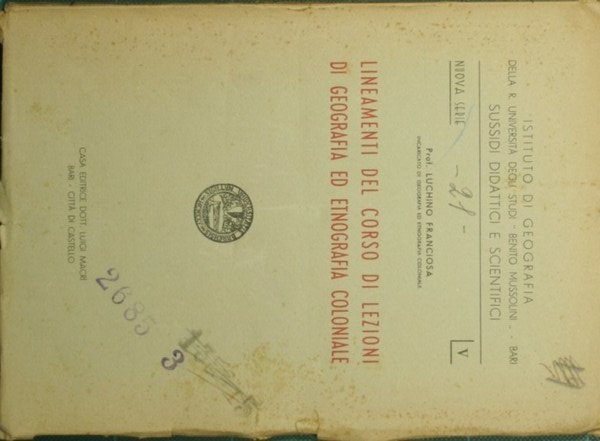 ISTITUTO DI GEOGRAFIA
DELLA R. UNIVERSITÀ DEGLI STUDI "BENITO MUSSOLINI" - BARI
SUSSIDI DIDATTICI E SCIENTIFICI
NUOVA SERIE
V
- 21 -
Prof. LUCHINO FRANCIOSA
INCARICATO DI GEOGRAFIA ED ETNOGRAFIA COLONIALE
LINEAMENTI DEL CORSO DI LEZIONI
DI GEOGRAFIA ED ETNOGRAFIA COLONIALE
CASA EDITRICE DOTT. LUIGI MACRÌ
BARI - CITTÀ DI CASTELLO
2685 3